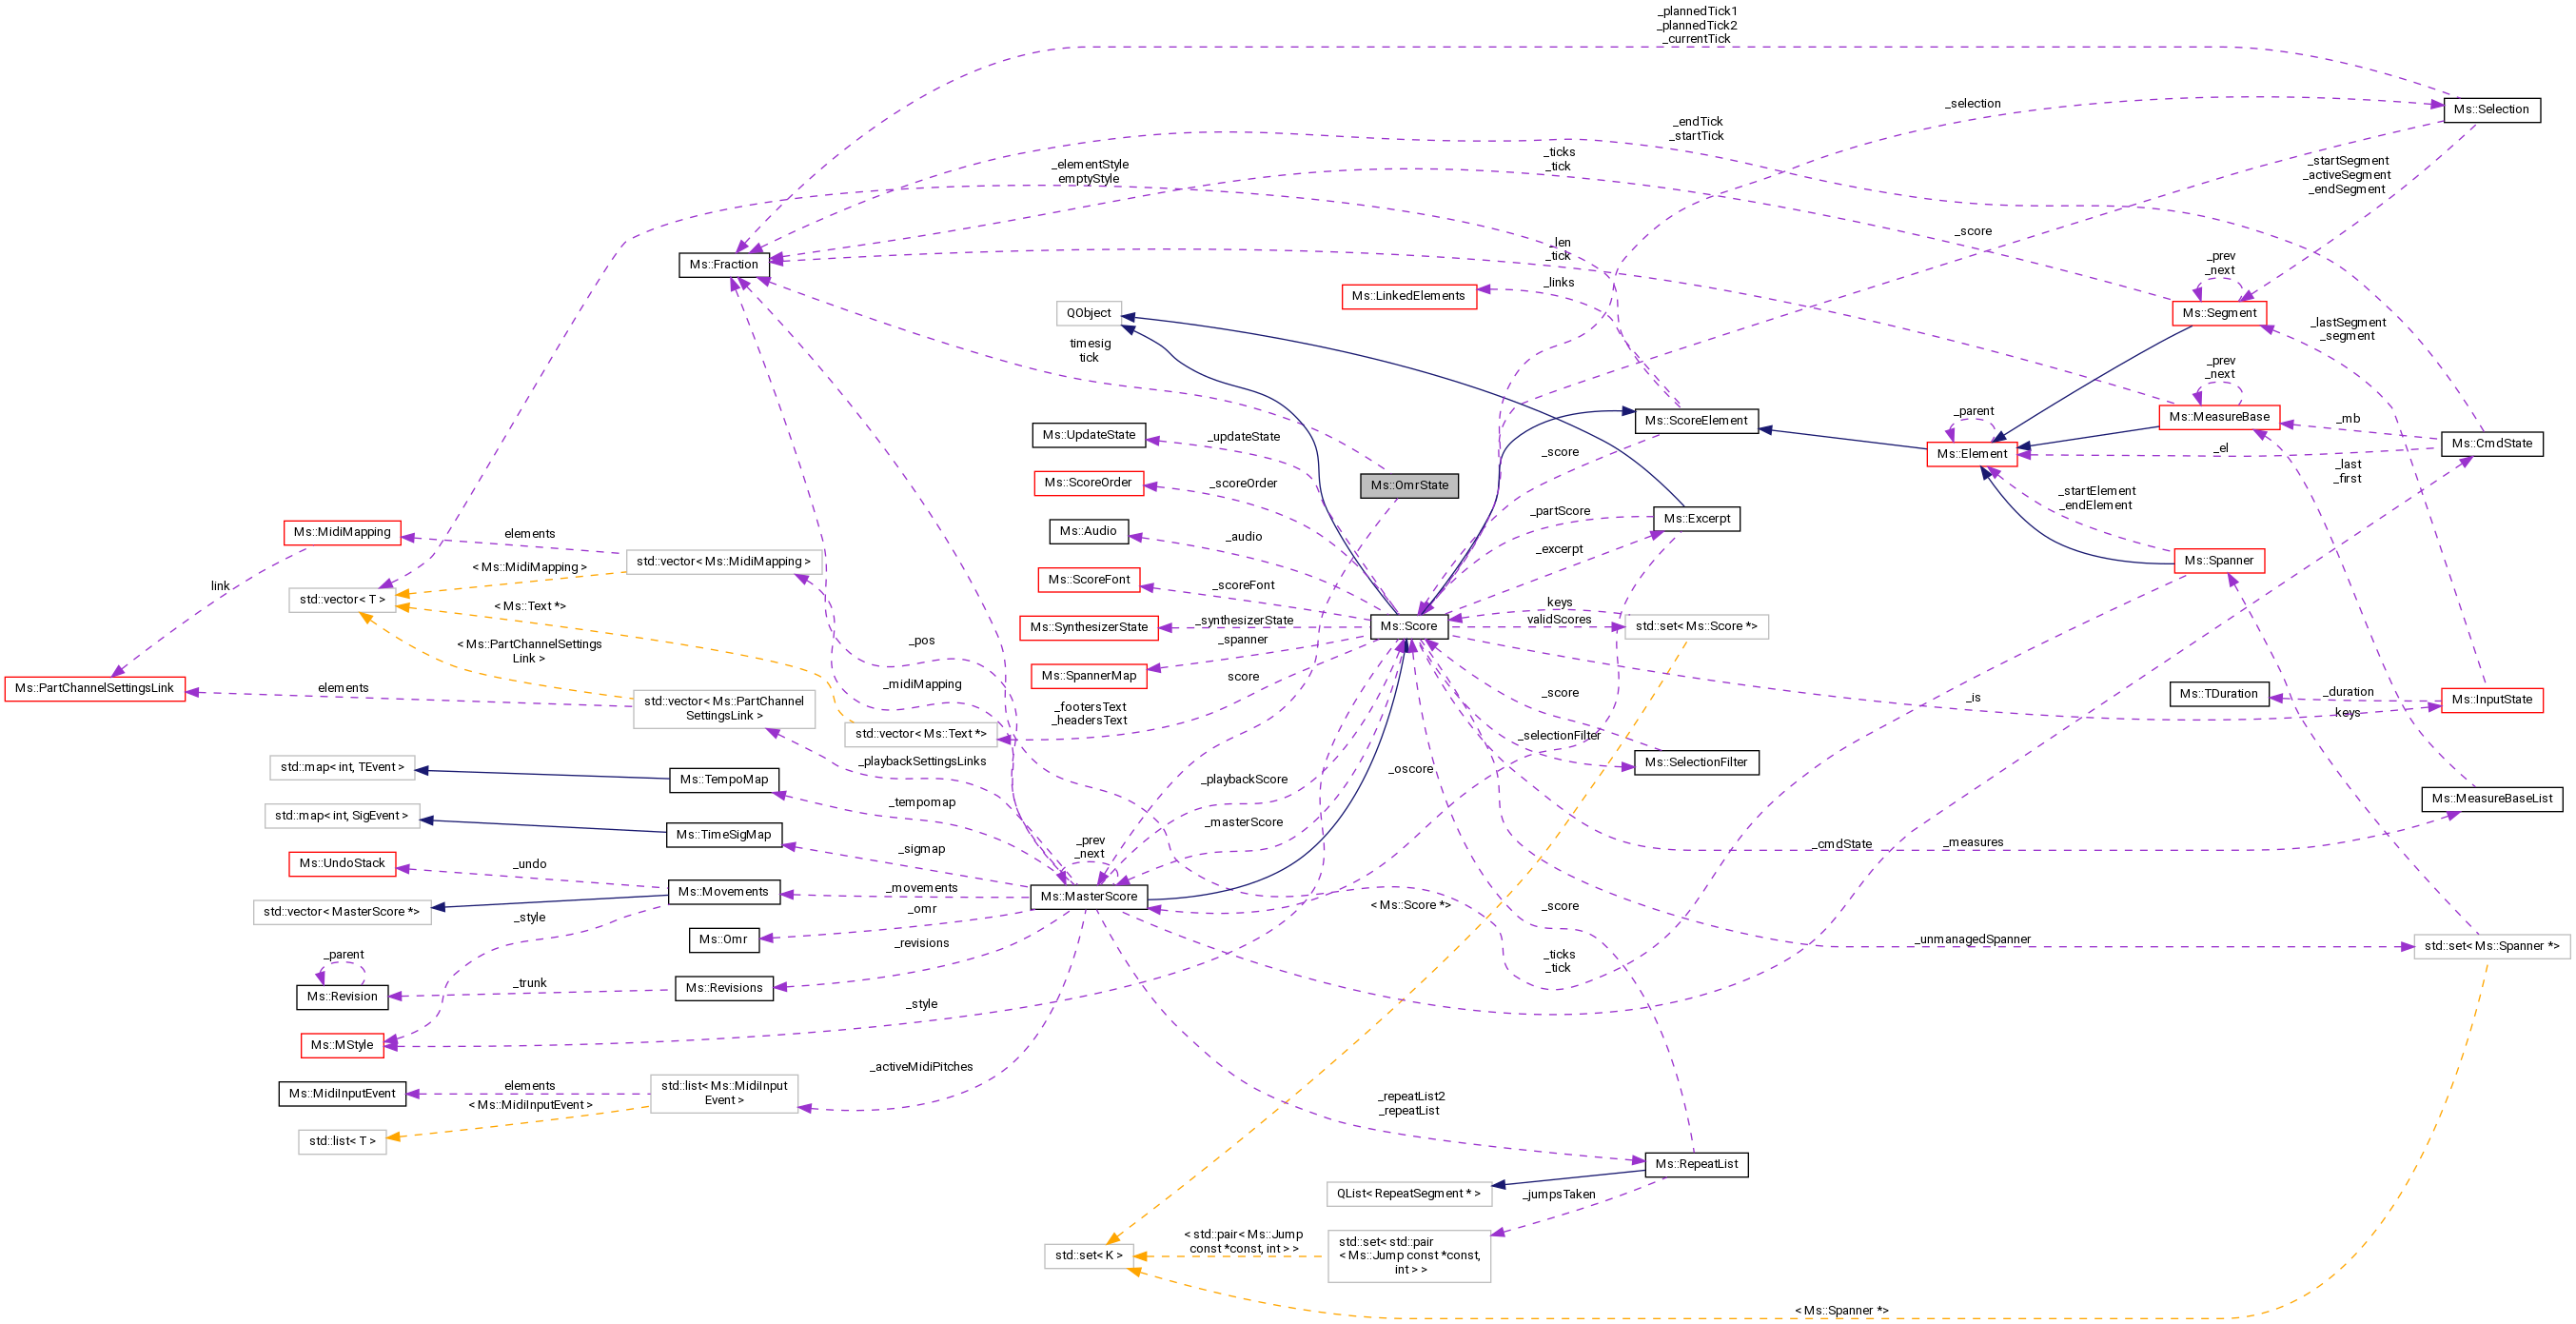 _plannedTick1
_plannedTick2
_currentTick
_selection
Ms::Selection
_endTick
_startTick
_elementStyle
emptyStyle
_ticks
_tick
_startSegment
_activeSegment
_endSegment
_score
_len
_tick
Ms::Fraction
_prev
_next
_links
Ms::LinkedElements
QObject
Ms::Segment
timesig
tick
_lastSegment
_segment
_prev
_next
_parent
Ms::ScoreElement
Ms::MeasureBase
_mb
Ms::UpdateState
_updateState
Ms::CmdState
_score
Ms::Element
_el
Ms::ScoreOrder
_scoreOrder
Ms::OmrState
_last
_first
_startElement
_endElement
_partScore
Ms::Excerpt
Ms::MidiMapping
elements
Ms::Audio
_audio
_excerpt
std::vector< Ms::MidiMapping >
Ms::Spanner
< Ms::MidiMapping >
link
Ms::ScoreFont
_scoreFont
std::vector< T >
< Ms::Text *>
keys
Ms::SynthesizerState
_synthesizerState
Ms::Score
validScores
std::set< Ms::Score *>
_pos
_spanner
< Ms::PartChannelSettings
Link >
Ms::SpannerMap
score
Ms::PartChannelSettingsLink
elements
_midiMapping
_score
_is
Ms::TDuration
_duration
Ms::InputState
std::vector< Ms::PartChannel
SettingsLink >
_footersText
_headersText
keys
std::vector< Ms::Text *>
_selectionFilter
_playbackSettingsLinks
Ms::SelectionFilter
std::map< int, TEvent >
Ms::TempoMap
_playbackScore
_oscore
_tempomap
Ms::MeasureBaseList
std::map< int, SigEvent >
Ms::TimeSigMap
_masterScore
_sigmap
_prev
_next
_cmdState
_measures
Ms::UndoStack
_undo
Ms::Movements
_movements
Ms::MasterScore
std::vector< MasterScore *>
_style
_omr
< Ms::Score *>
_score
Ms::Omr
_revisions
_unmanagedSpanner
std::set< Ms::Spanner *>
_parent
_ticks
_tick
Ms::Revision
_trunk
Ms::Revisions
_style
Ms::MStyle
_activeMidiPitches
Ms::MidiInputEvent
elements
std::list< Ms::MidiInput
Event >
< Ms::MidiInputEvent >
_repeatList2
_repeatList
std::list< T >
Ms::RepeatList
QList< RepeatSegment * >
_jumpsTaken
std::set< K >
< std::pair< Ms::Jump
const *const, int > >
std::set< std::pair
< Ms::Jump const *const,
int > >
< Ms::Spanner *>